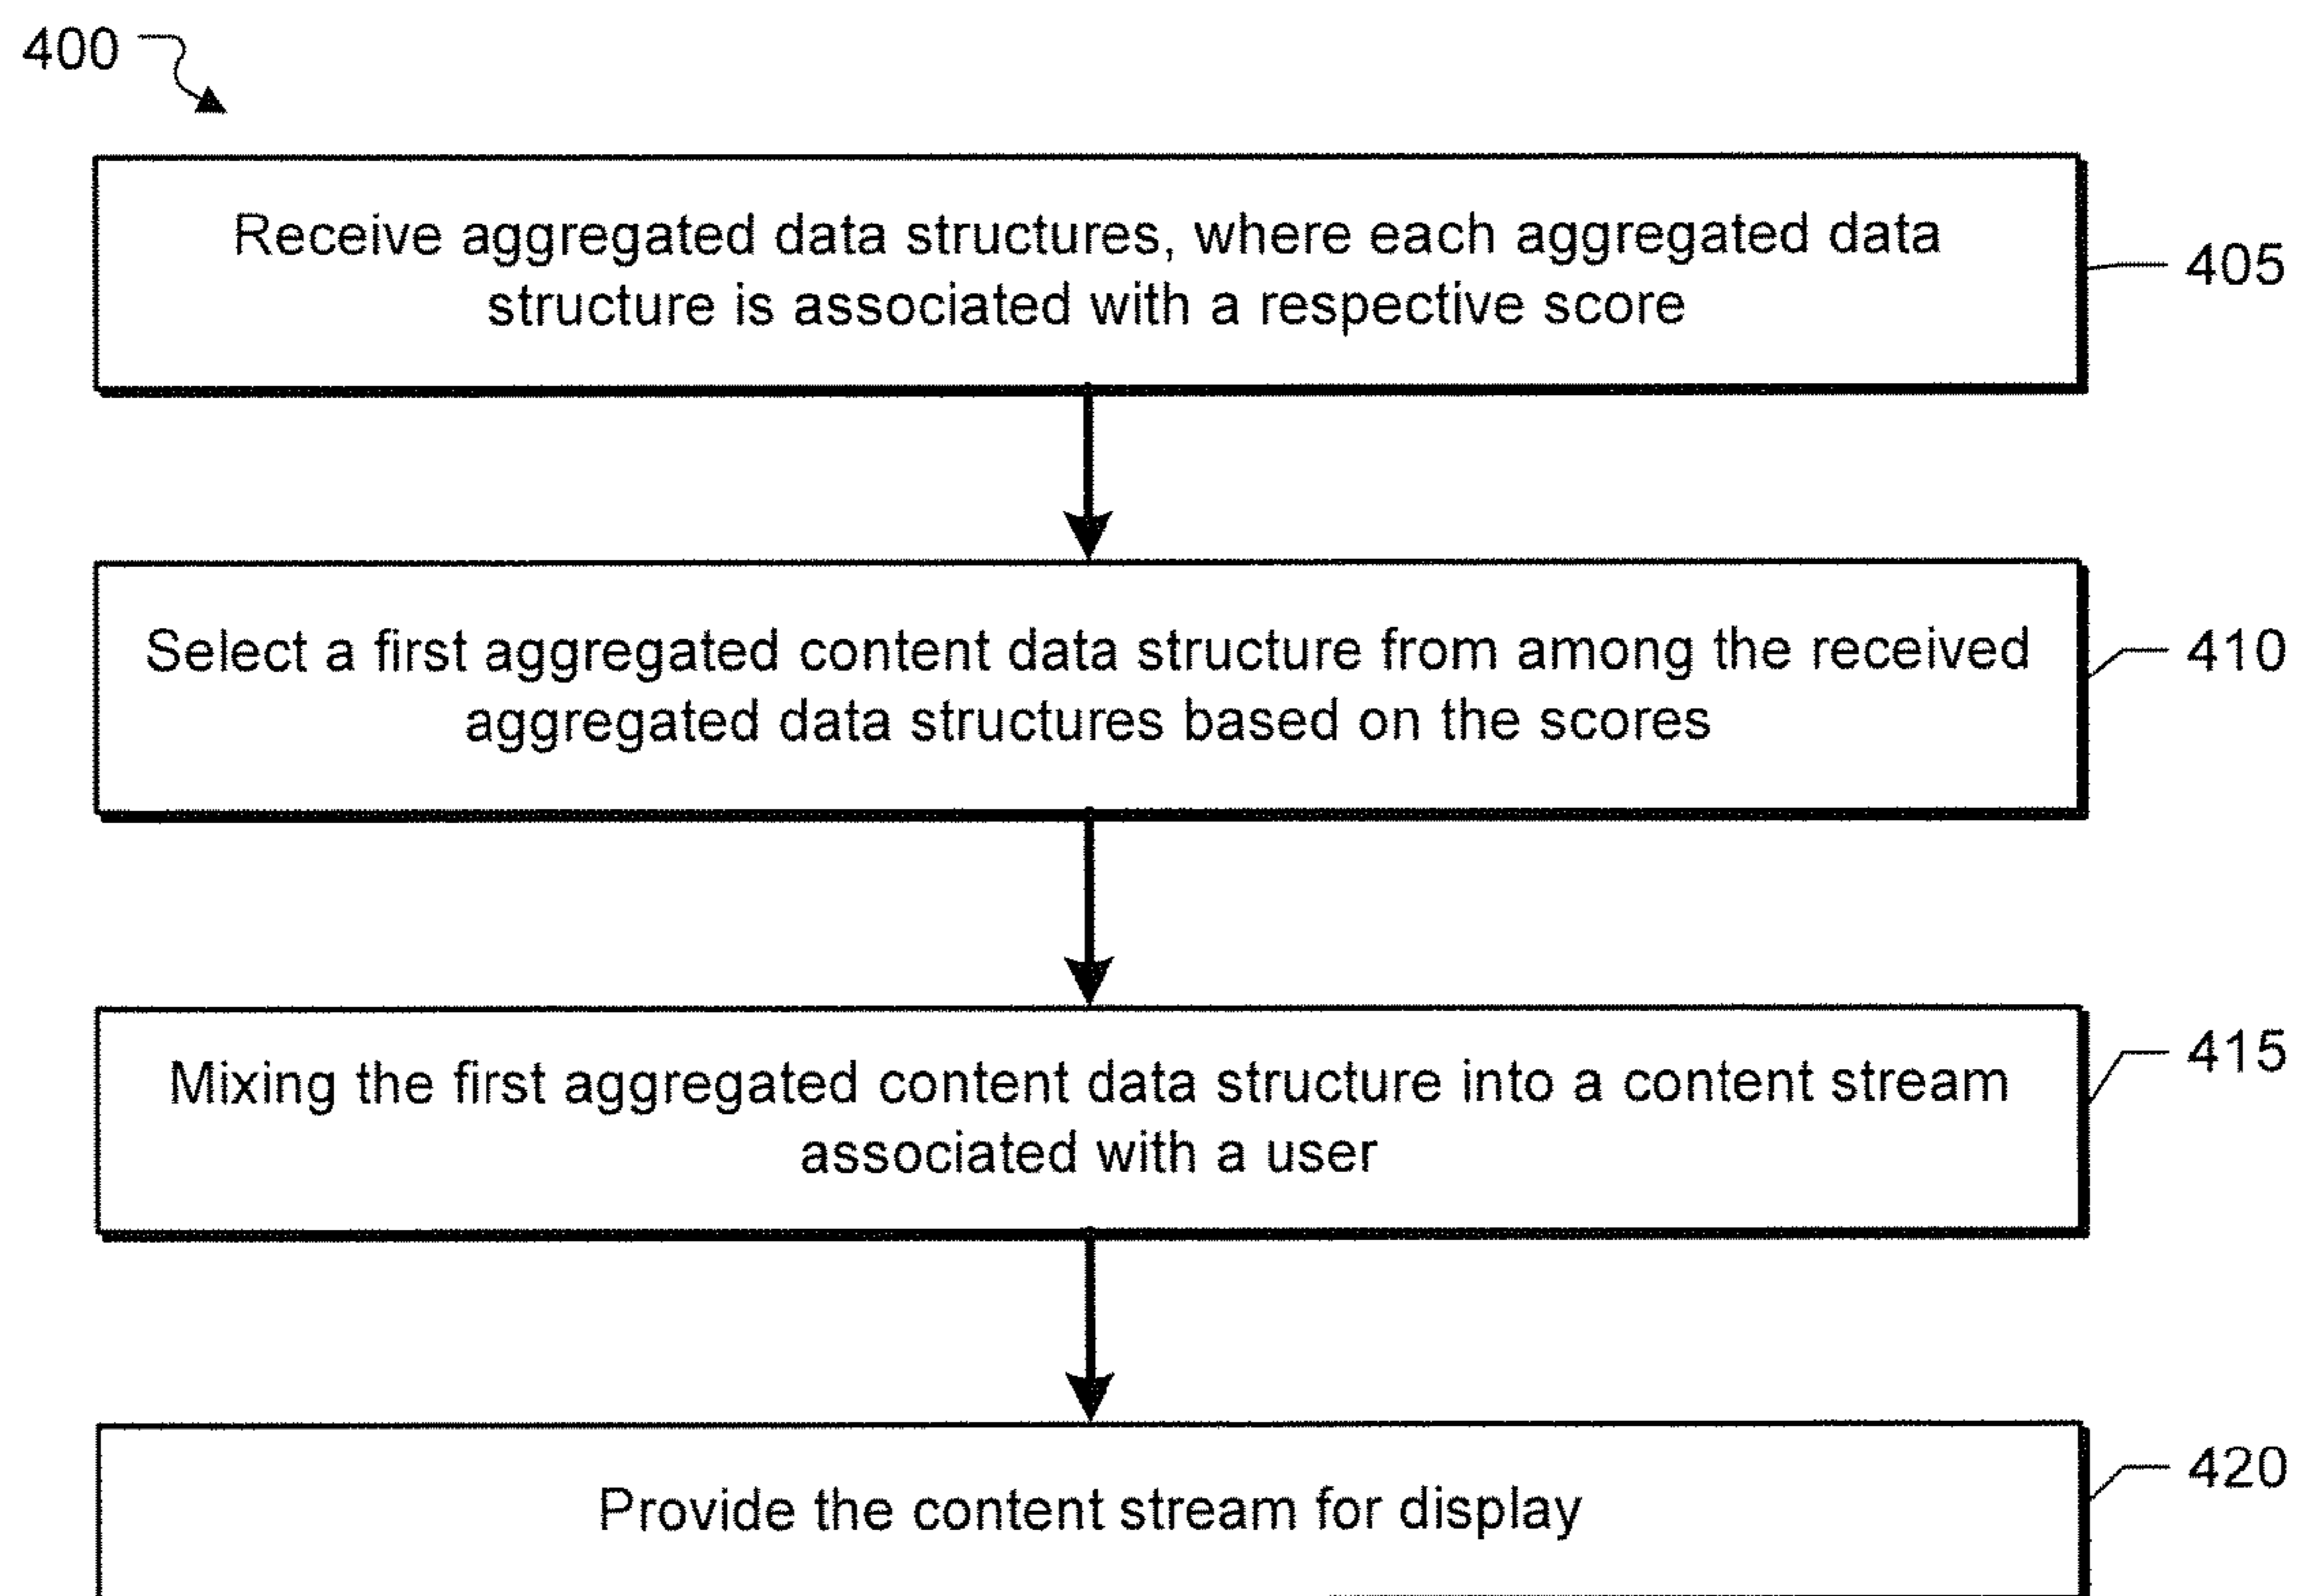 400
Receive aggregated data structures, where each aggregated data
structure is associated with a respective score
405
Select a first aggregated content data structure from among the received
aggregated data structures based on the scores
410
Mixing the first aggregated content data structure into a content stream
associated with a user
415
Provide the content stream for display
420